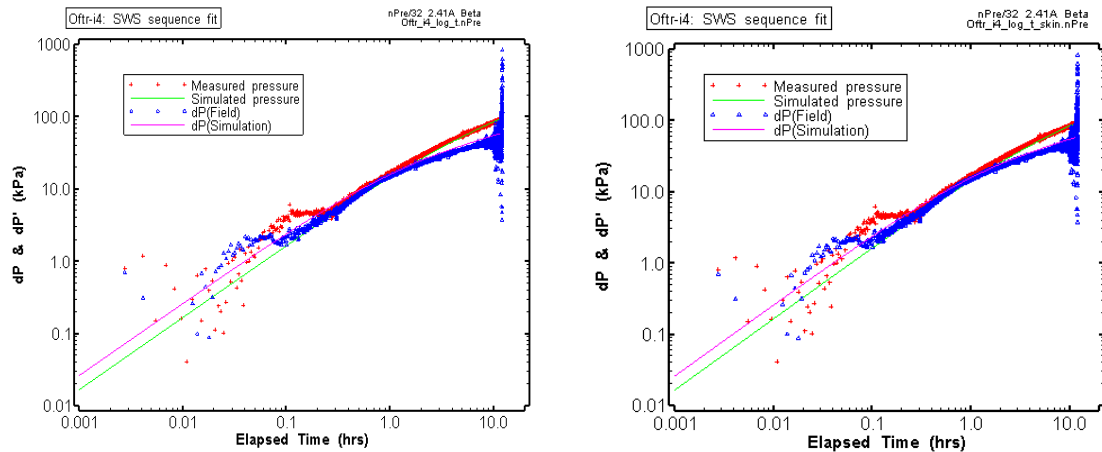 Oftr-i4: SWS sequence fit
nPre/32 2.41A Beta
Oftr_i4_log_t.nPre
1000
100.0
10.0
1.0
0.1
0.01
dP & dP' (kPa)
Measured pressure
Simulated pressure
dP(Field)
dP(Simulation)
0.001 0.01 0.1 1.0 10.0
Elapsed Time (hrs)
Oftr-i4: SWS sequence fit
nPre/32 2.41A Beta
Oftr_i4_log_t_skin.nPre
1000
100.0
10.0
1.0
0.1
0.01
dP & dP' (kPa)
Measured pressure
Simulated pressure
dP(Field)
dP(Simulation)
0.001 0.01 0.1 1.0 10.0
Elapsed Time (hrs)